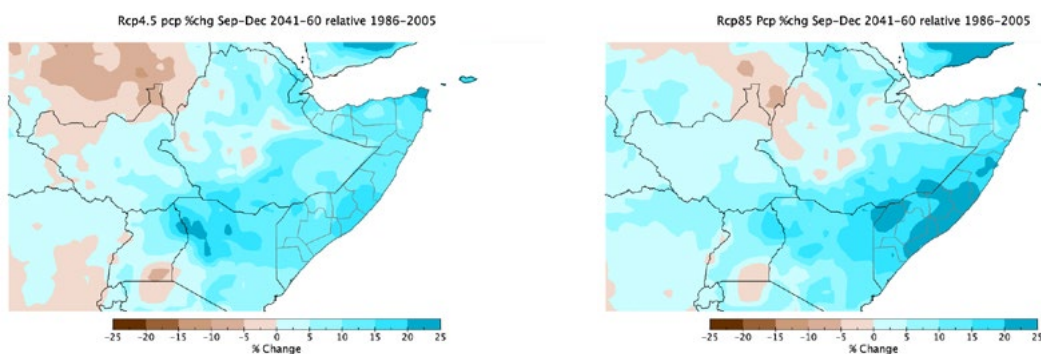 Rcp4.5 pcp %chg Sep-Dec 2041-60 relative 1986-2005
-25 -20 -15 -10 -5 0 5 10 15 20 25
% Change
Rcp85 Pcp %chg Sep-Dec 2041-60 relative 1986-2005
-25 -20 -15 -10 -5 0 5 10 15 20 25
% Change